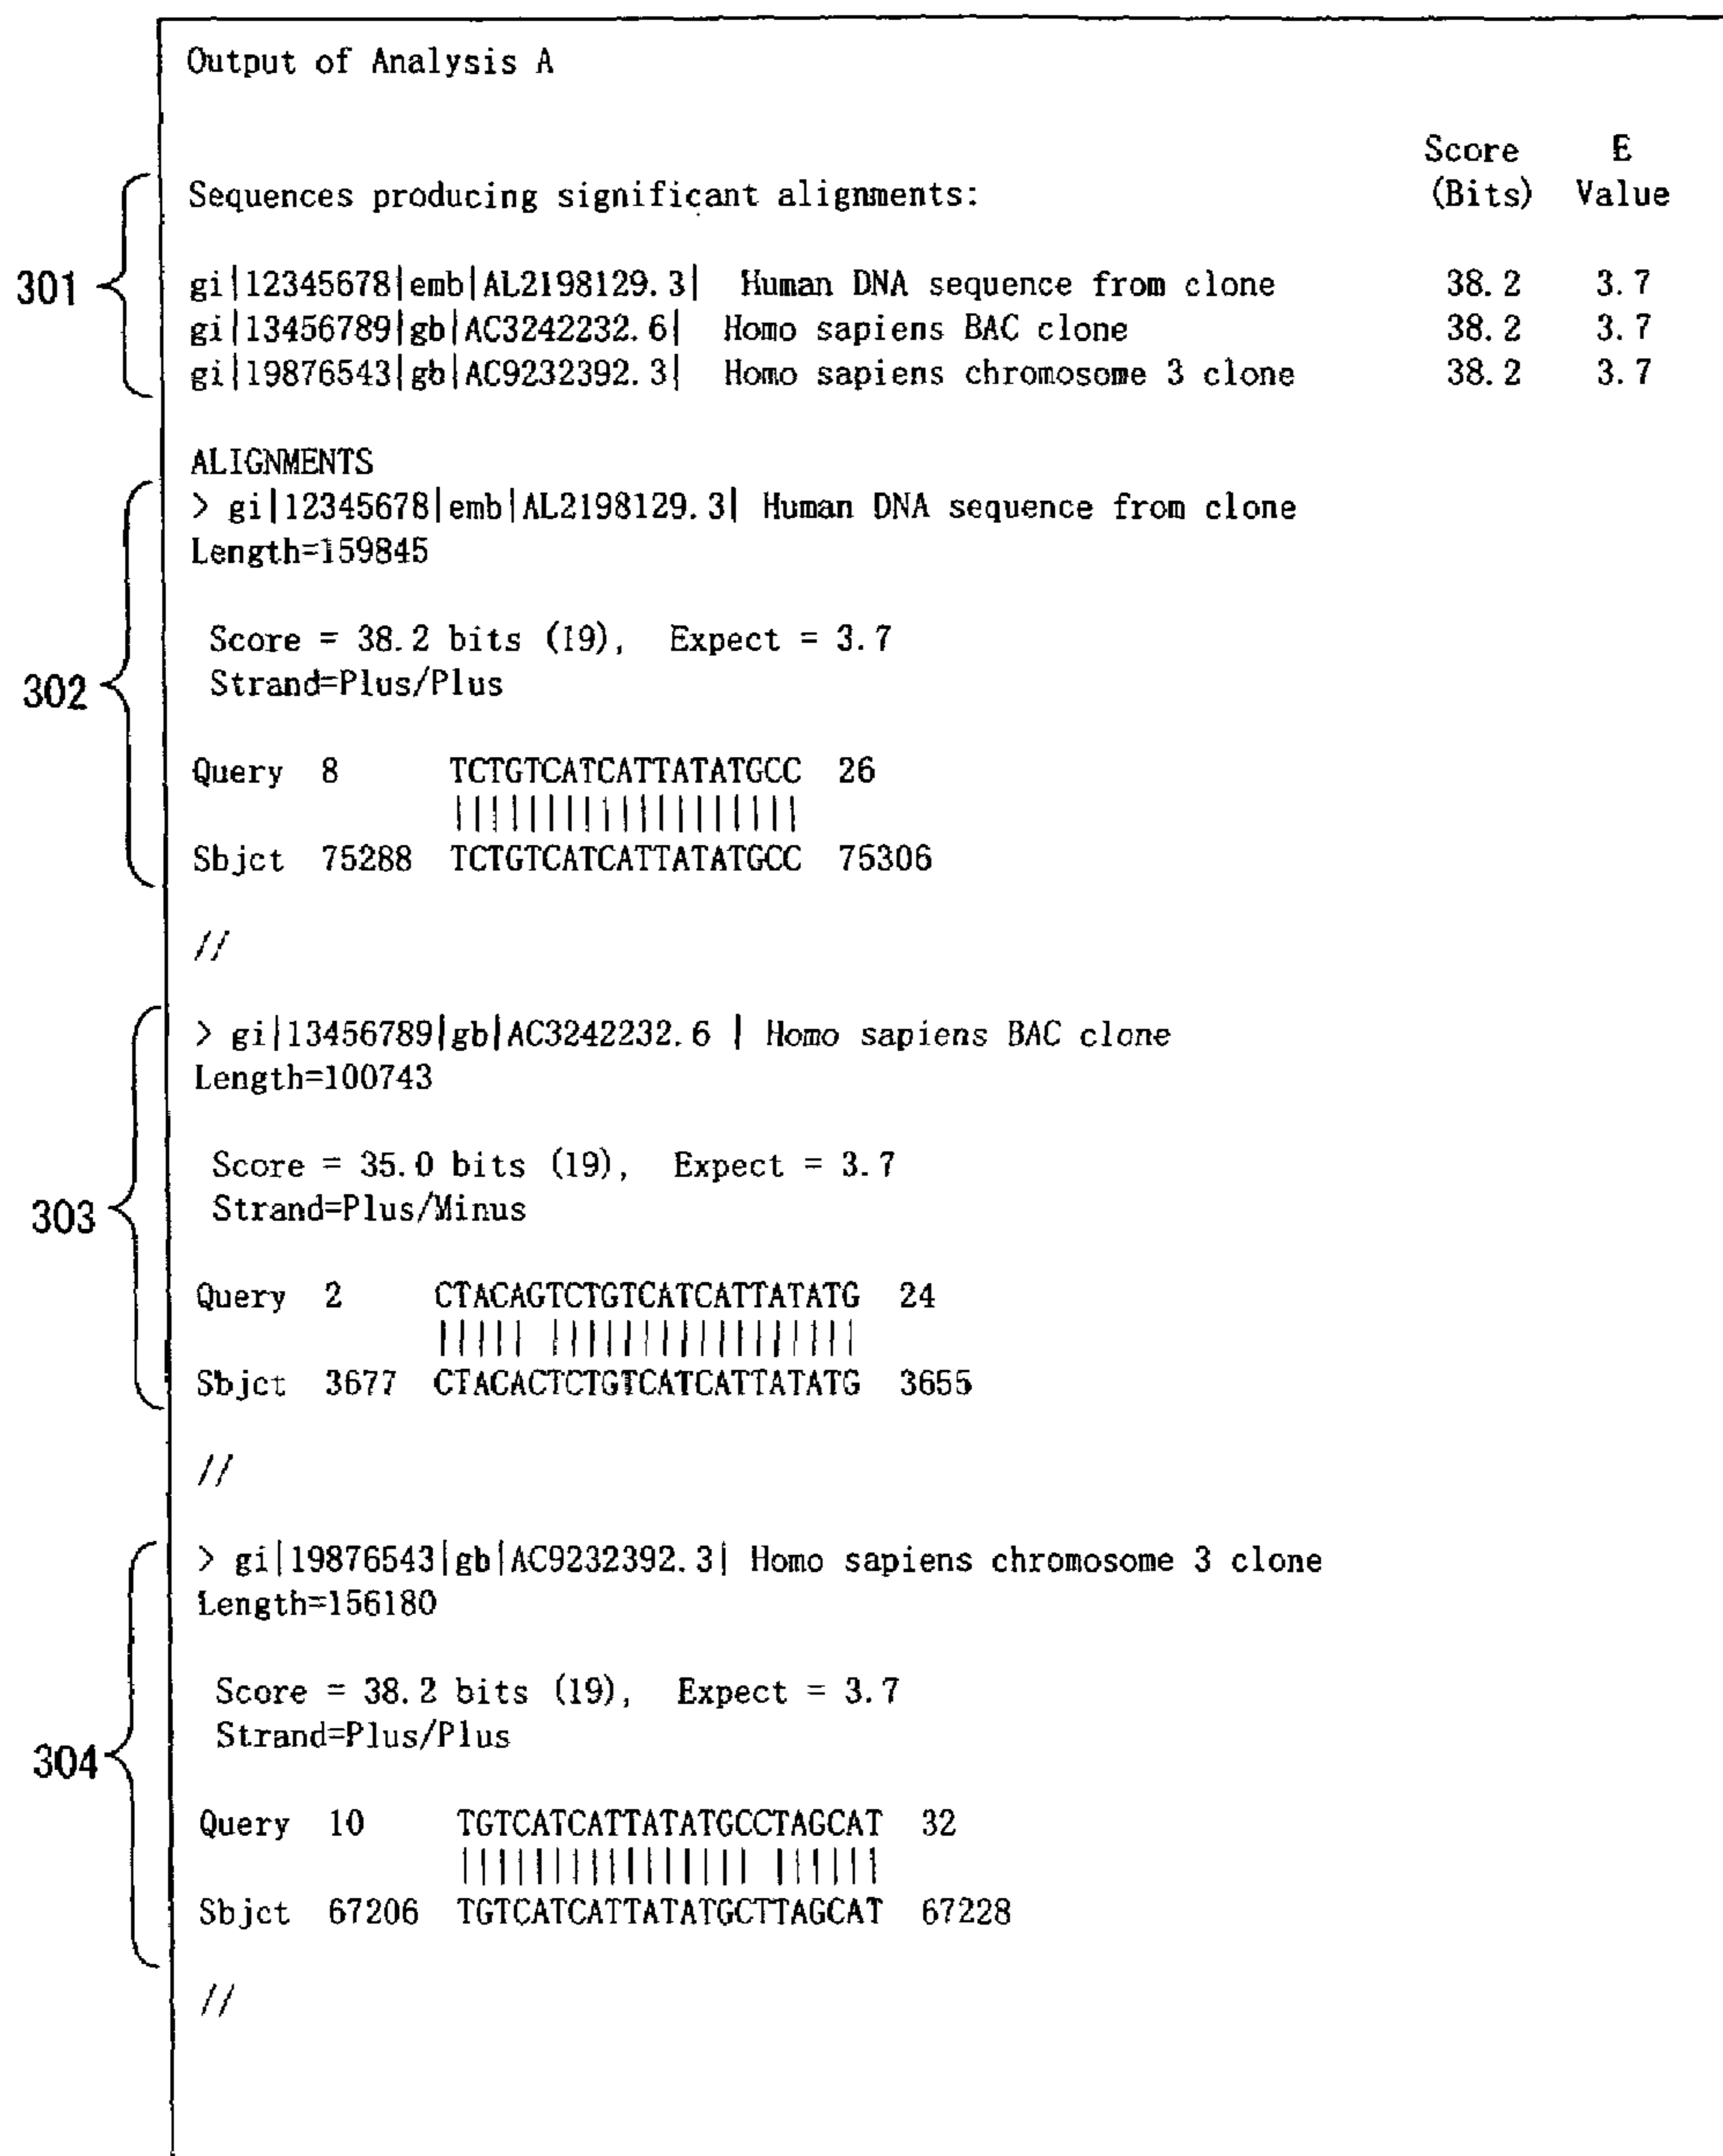 Output of Analysis A
Score E
Sequences producing significant alignments: (Bits) Value
301
gi|12345678|emb|AL2198129.3| Human DNA sequence from clone 38.2 3.7
gi|13456789|gb|AC3242232.6| Homo sapiens BAC clone 38.2 3.7
gi|19876543|gb|AC9232392.3| Homo sapiens chromosome 3 clone 38.2 3.7
ALIGNMENTS
> gi|12345678|emb|AL2198129.3| Human DNA sequence from clone
Length=159845
Score = 38.2 bits (19), Expect = 3.7
302
Strand=Plus/Plus
Query 8 TCTGTCATCATTATATGCC 26
|||||||||||||||||||
Sbjct 75288 TCTGTCATCATTATATGCC 75306
//
> gi|13456789|gb|AC3242232.6 | Homo sapiens BAC clone
Length=100743
Score = 35.0 bits (19), Expect = 3.7
303
Strand=Plus/Minus
Query 2 CTACAGTCTGTCATCATTATATG 24
||||| |||||||||||||||||
Sbjct 3677 CTACACTCTGTCATCATTATATG 3655
//
> gi|19876543|gb|AC9232392.3| Homo sapiens chromosome 3 clone
Length=156180
Score = 38.2 bits (19), Expect = 3.7
Strand=Plus/Plus
304
Query 10 TGTCATCATTATATGCCTAGCAT 32
|||||||||||||||| ||||||
Sbjct 67206 TGTCATCATTATATGCTTAGCAT 67228
//